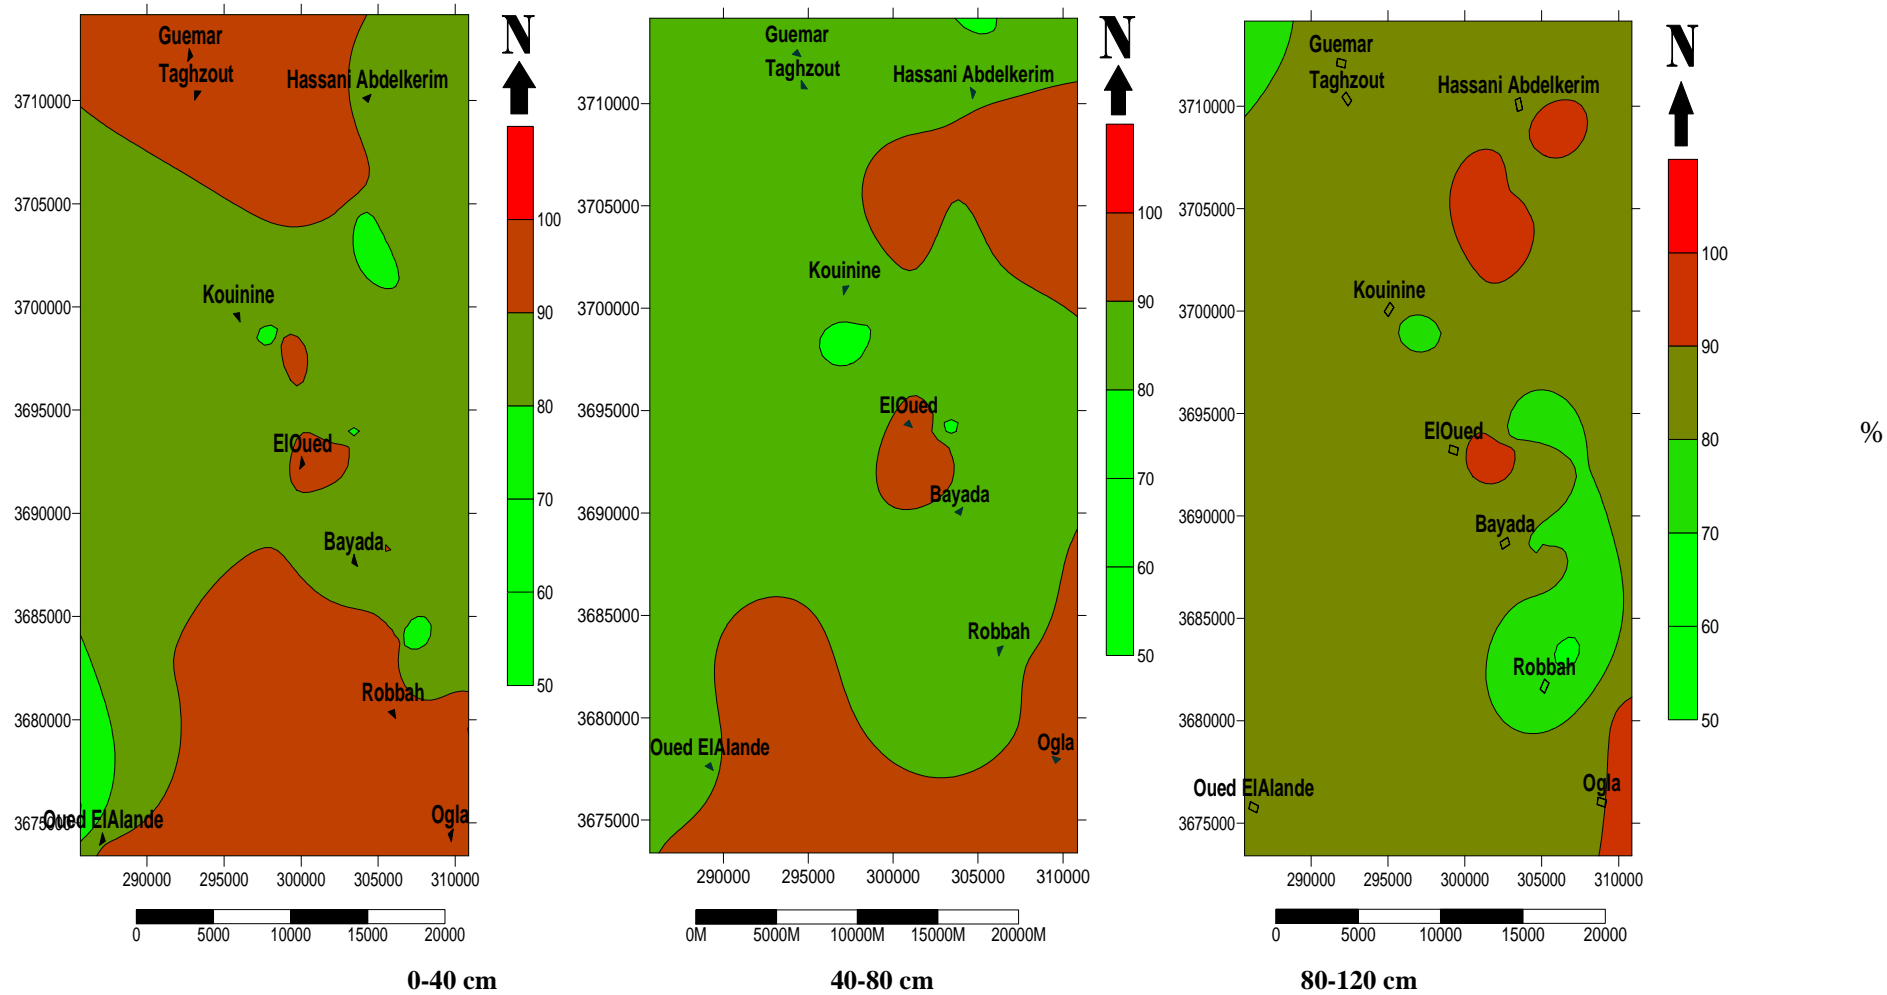 Guemar
Taghzout
Hassani Abdelkerim
Kouinine
ElOued
Bayada
Robbah
Oued ElAlande
Ogla
3710000
3705000
3700000
3695000
3690000
3685000
3680000
3675000
290000 295000 300000 305000 310000
N
100
90
80
70
60
50
0 5000 10000 15000 20000
0-40 cm
Guemar
Taghzout
Hassani Abdelkerim
Kouinine
ElOued
Bayada
Robbah
Oued ElAlande
Ogla
3710000
3705000
3700000
3695000
3690000
3685000
3680000
3675000
290000 295000 300000 305000 310000
N
100
90
80
70
60
50
0M 5000M 10000M 15000M 20000M
40-80 cm
Guemar
Taghzout
Hassani Abdelkerim
Kouinine
ElOued
Bayada
Robbah
Oued ElAlande
Ogla
3710000
3705000
3700000
3695000
3690000
3685000
3680000
3675000
290000 295000 300000 305000 310000
N
100
90
80
70
60
50
0 5000 10000 15000 20000
80-120 cm
%